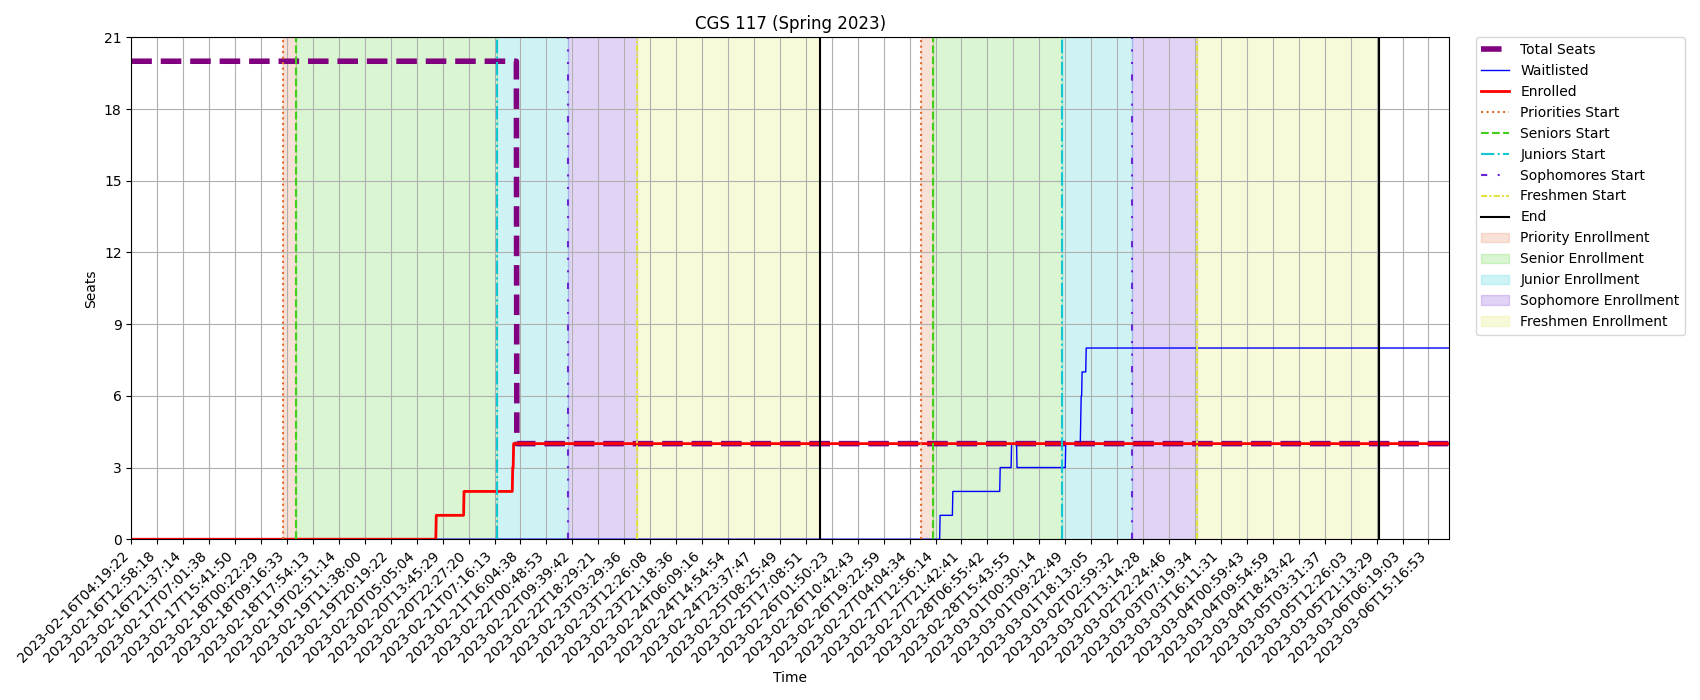 CGS 117 (Spring 2023)
Seats
21
18
15
12
9
6
3
0
2023-02-16T04:19:22
2023-02-16T12:58:18
2023-02-16T21:37:14
2023-02-17T07:01:38
2023-02-17T15:41:50
2023-02-18T00:22:29
2023-02-18T09:16:33
2023-02-18T17:54:13
2023-02-19T02:51:14
2023-02-19T11:38:00
2023-02-19T20:19:22
2023-02-20T05:05:04
2023-02-20T13:45:29
2023-02-20T22:27:20
2023-02-21T07:16:13
2023-02-21T16:04:38
2023-02-22T00:48:53
2023-02-22T09:39:42
2023-02-22T18:29:21
2023-02-23T03:29:36
2023-02-23T12:26:08
2023-02-23T21:18:36
2023-02-24T06:09:16
2023-02-24T14:54:54
2023-02-24T23:37:47
2023-02-25T08:25:49
2023-02-25T17:08:51
2023-02-26T01:50:23
2023-02-26T10:42:43
2023-02-26T19:22:59
2023-02-27T04:04:34
2023-02-27T12:56:14
2023-02-27T21:42:41
2023-02-28T06:55:42
2023-02-28T15:43:55
2023-03-01T00:30:14
2023-03-01T09:22:49
2023-03-01T18:13:05
2023-03-02T02:59:32
2023-03-02T13:14:28
2023-03-02T22:24:46
2023-03-03T07:19:34
2023-03-03T16:11:31
2023-03-04T00:59:43
2023-03-04T09:54:59
2023-03-04T18:43:42
2023-03-05T03:31:37
2023-03-05T12:26:03
2023-03-05T21:13:29
2023-03-06T06:19:03
2023-03-06T15:16:53
Time
Total Seats
Waitlisted
Enrolled
Priorities Start
Seniors Start
Juniors Start
Sophomores Start
Freshmen Start
End
Priority Enrollment
Senior Enrollment
Junior Enrollment
Sophomore Enrollment
Freshmen Enrollment